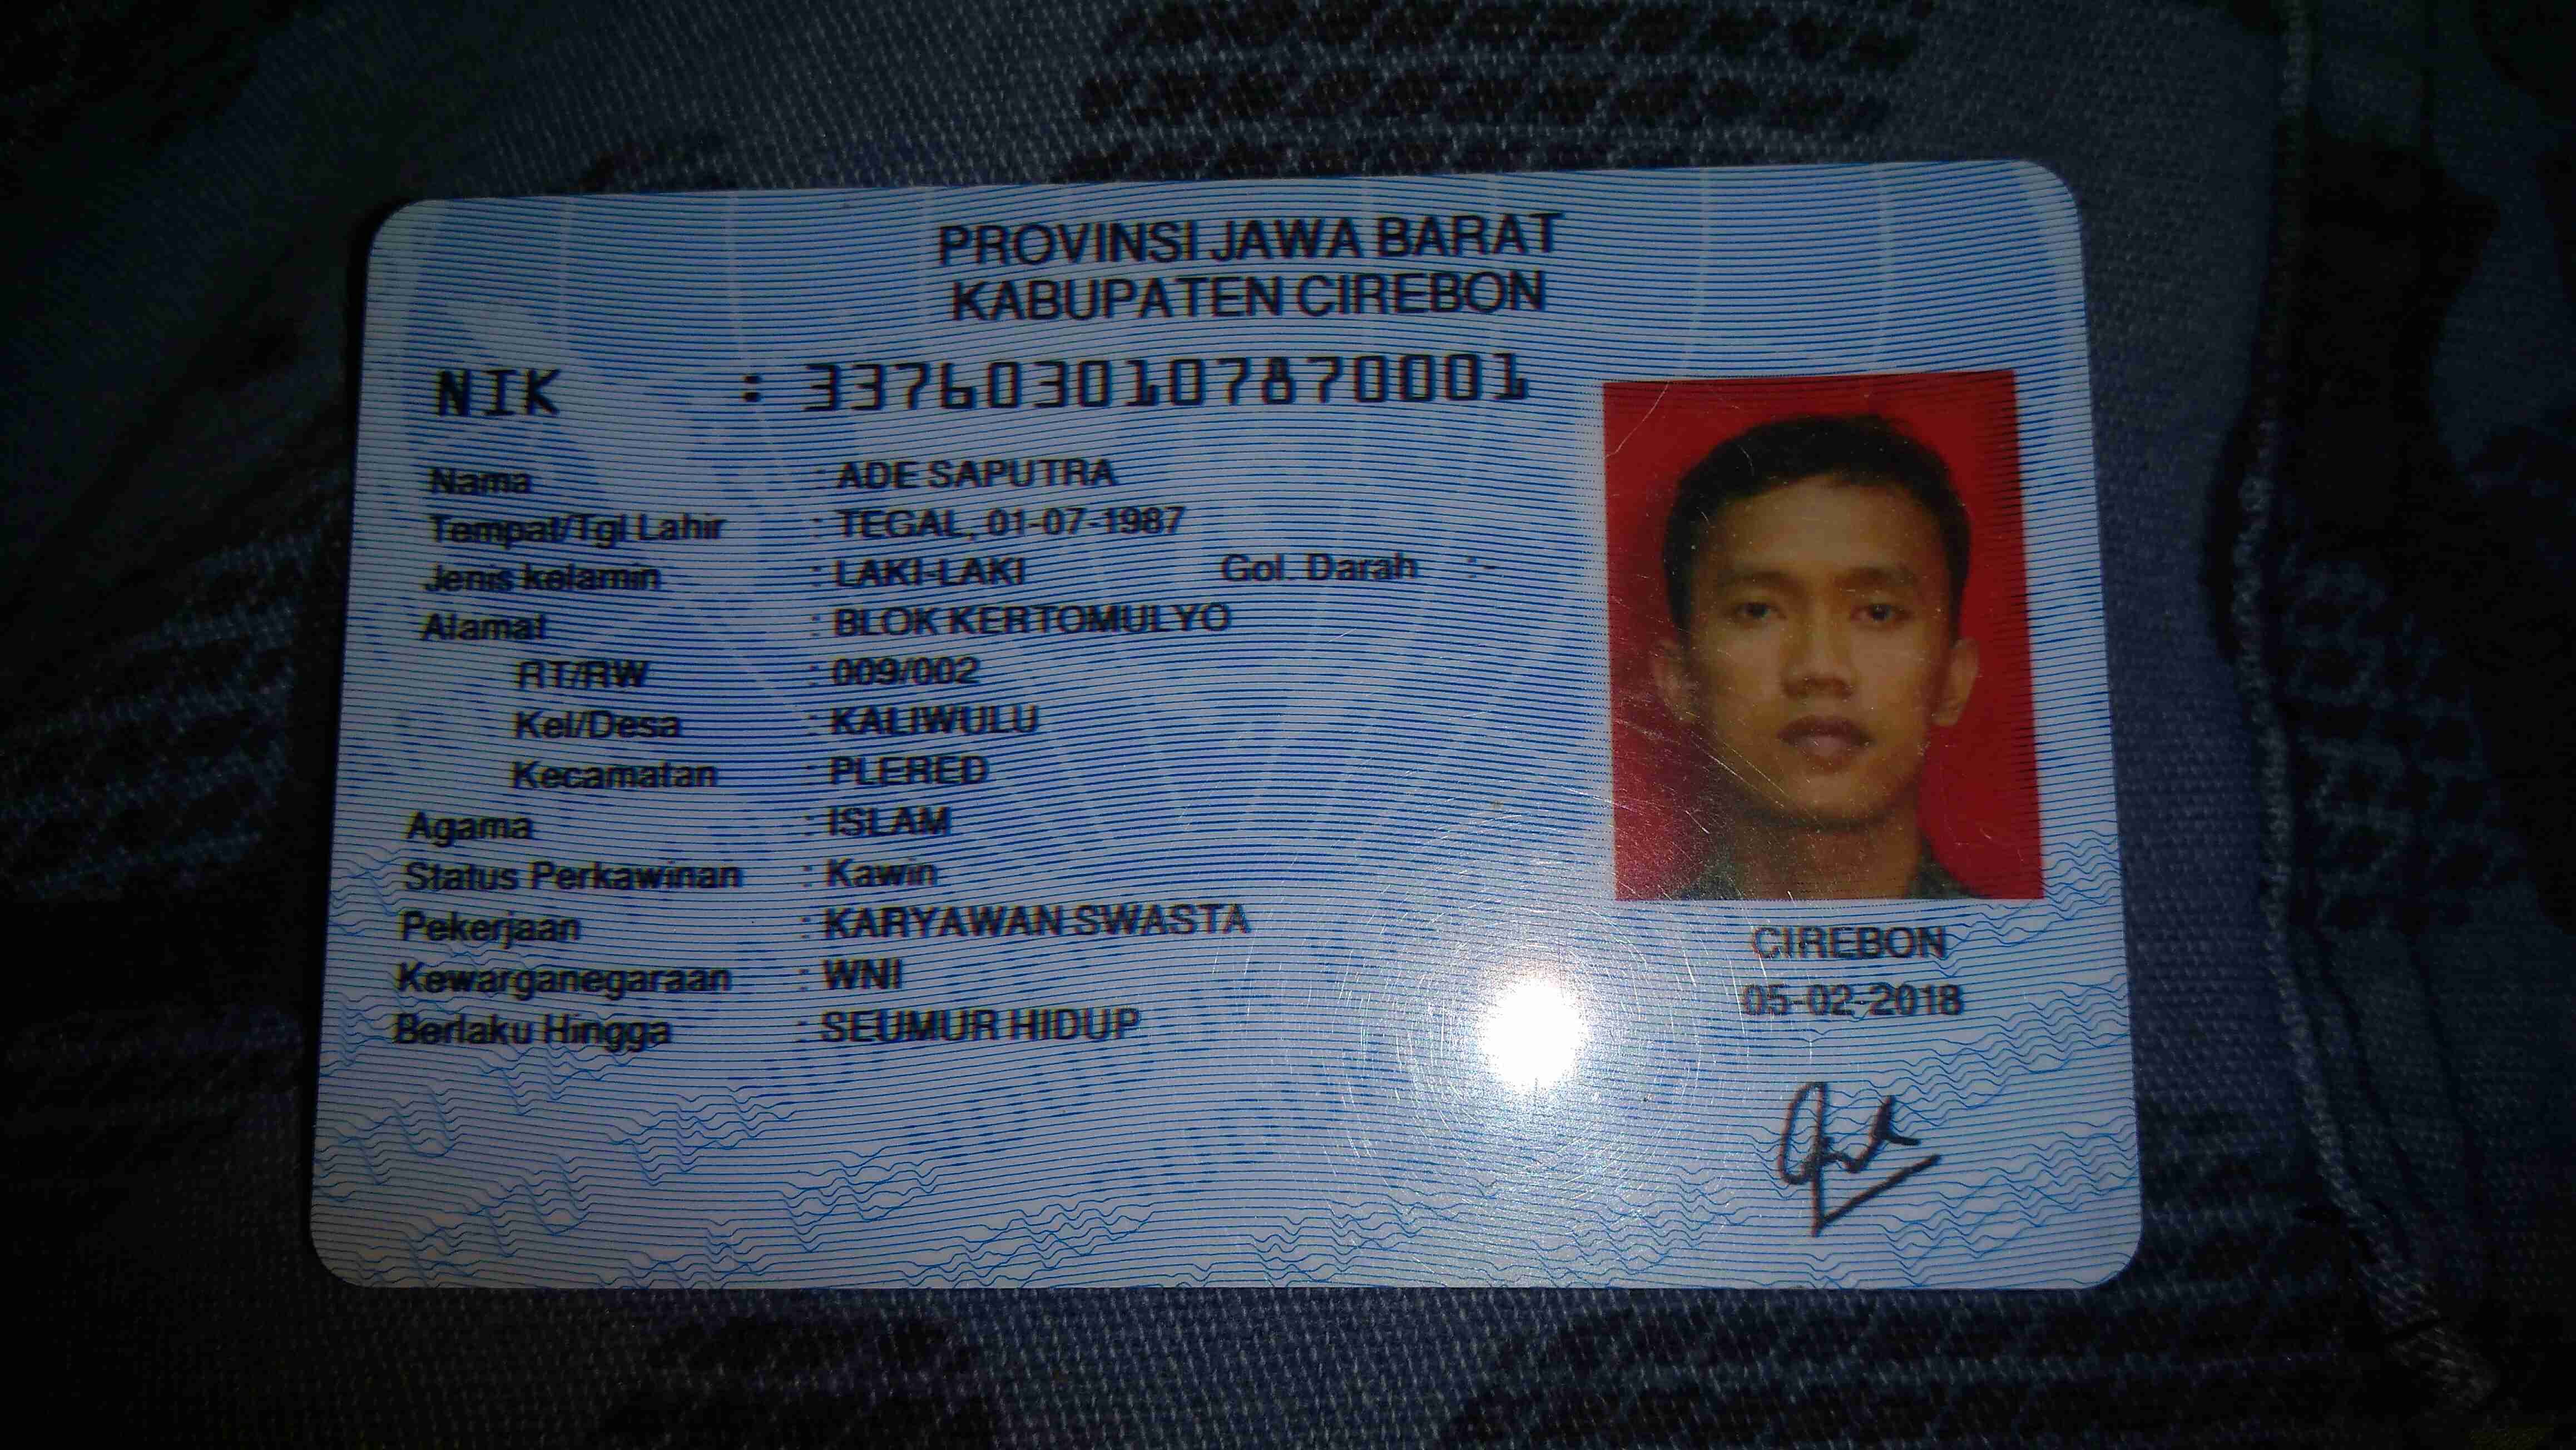 PROVINSI JAWA BARAT
KABUPATEN CIREBON
NIK : 3376030107870001
Nama : ADE SAPUTRA
Tempat/Tgl Lahir : TEGAL, 01-07-1987
Jenis kelamin : LAKI-LAKI Gol. Darah : -
Alamat : BLOK KERTOMULYO
RT/RW : 009/002
Kel/Desa : KALIWULU
Kecamatan : PLERED
Agama : ISLAM
Status Perkawinan : Kawin
Pekerjaan : KARYAWAN SWASTA
Kewarganegaraan : WNI
Berlaku Hingga : SEUMUR HIDUP
CIREBON
05-02-2018